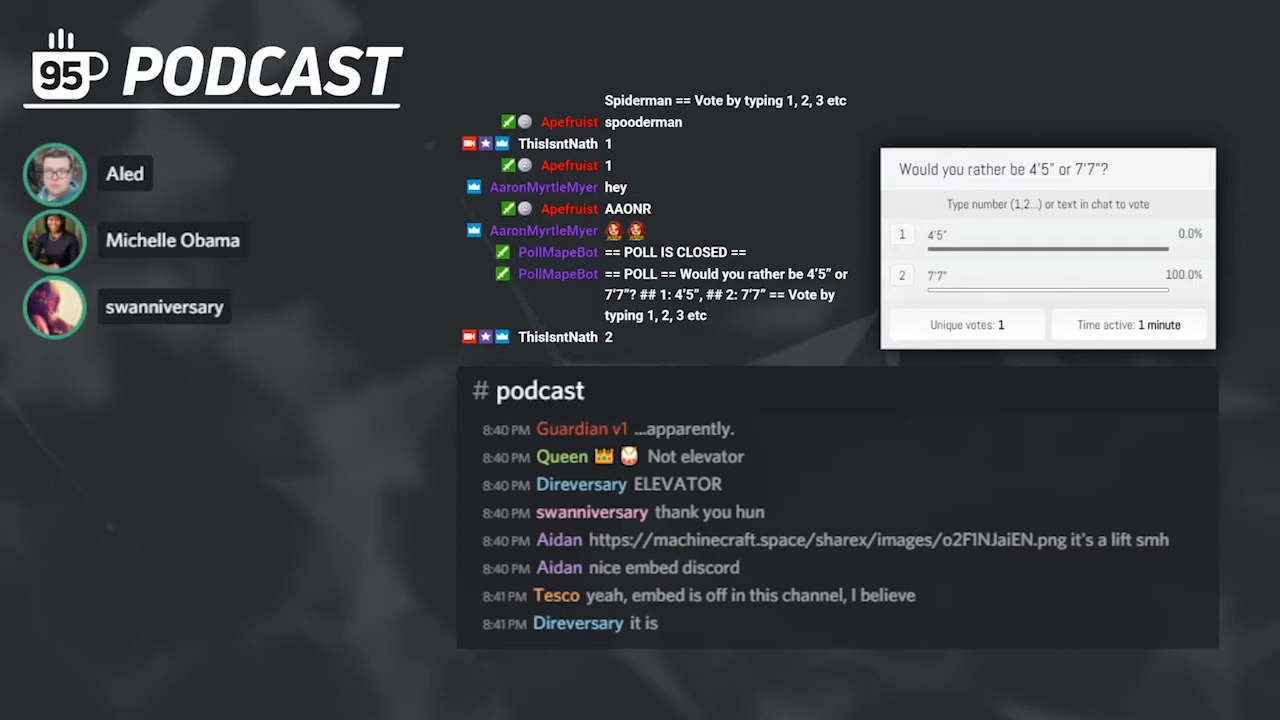 95 PODCAST
Aled
Michelle Obama
swanniversary
Spiderman == Vote by typing 1, 2, 3 etc
Apefruist spooderman
ThisIsntNath 1
Apefruist 1
AaronMyrtleMyer hey
Apefruist AAONR
AaronMyrtleMyer
PollMapeBot == POLL IS CLOSED ==
PollMapeBot == POLL == Would you rather be 4'5” or
7'7”? ## 1: 4'5”, ## 2: 7'7” == Vote by
typing 1, 2, 3 etc
ThisIsntNath 2
Would you rather be 4'5” or 7'7”?
Type number (1,2...) or text in chat to vote
1 4'5” 0.0%
2 7'7” 100.0%
Unique votes: 1 Time active: 1 minute
# podcast
8:40 PM Guardian v1 ...apparently.
8:40 PM Queen 👑 Not elevator
8:40 PM Direversary ELEVATOR
8:40 PM swanniversary thank you hun
8:40 PM Aidan https://machinecraft.space/sharex/images/o2F1NJaiEN.png it's a lift smh
8:40 PM Aidan nice embed discord
8:41 PM Tesco yeah, embed is off in this channel, I believe
8:41 PM Direversary it is